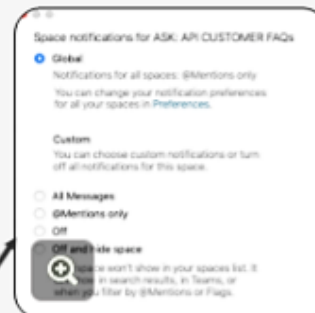 Space notifications for ASK: API CUSTOMER FAQs
Global
Notifications for all spaces: @Mentions only
You can change your notification preferences
for all your spaces in Preferences.
Custom
You can choose custom notifications or turn
off all notifications for this space.
All Messages
@Mentions only
Off
Off and hide space
space won't show in your spaces list. It
in search results, in Teams, or
when you filter by @Mentions or Flags.